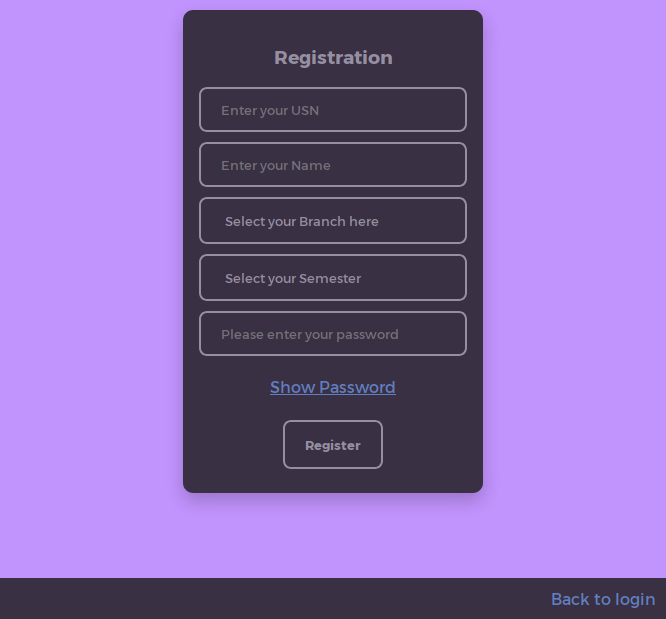 Registration
Enter your USN
Enter your Name
Select your Branch here
Select your Semester
Please enter your password
Show Password
Register
Back to login